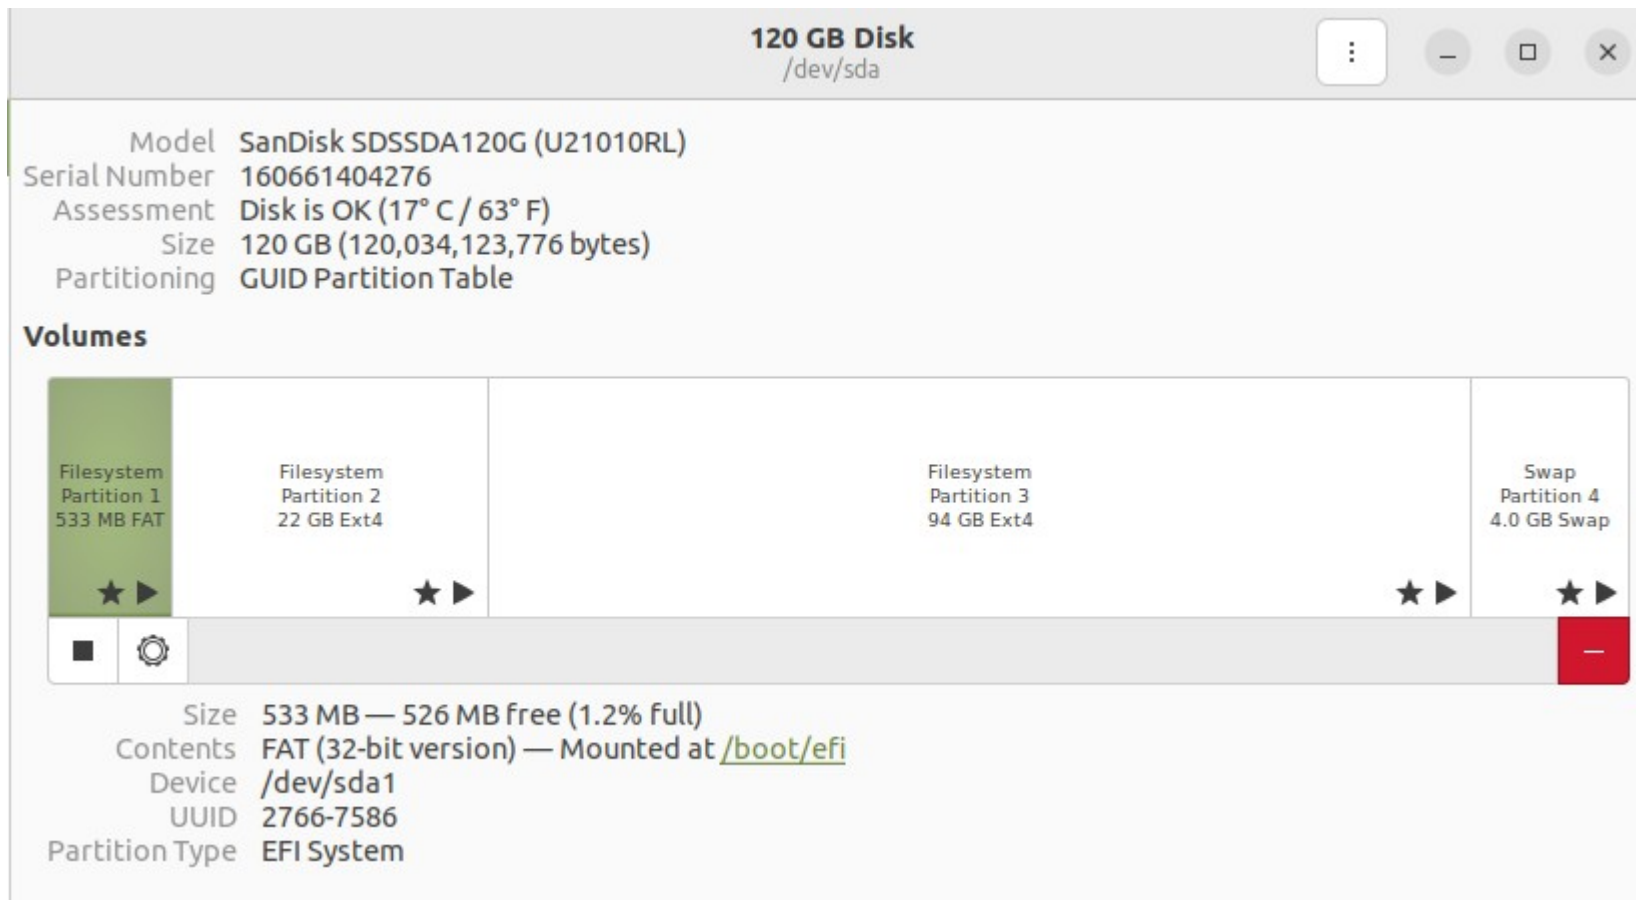 120 GB Disk
/dev/sda
Model SanDisk SDSSDA120G (U21010RL)
Serial Number 160661404276
Assessment Disk is OK (17° C / 63° F)
Size 120 GB (120,034,123,776 bytes)
Partitioning GUID Partition Table
Volumes
Filesystem
Partition 1
533 MB FAT
Filesystem
Partition 2
22 GB Ext4
Filesystem
Partition 3
94 GB Ext4
Swap
Partition 4
4.0 GB Swap
Size 533 MB — 526 MB free (1.2% full)
Contents FAT (32-bit version) — Mounted at /boot/efi
Device /dev/sda1
UUID 2766-7586
Partition Type EFI System